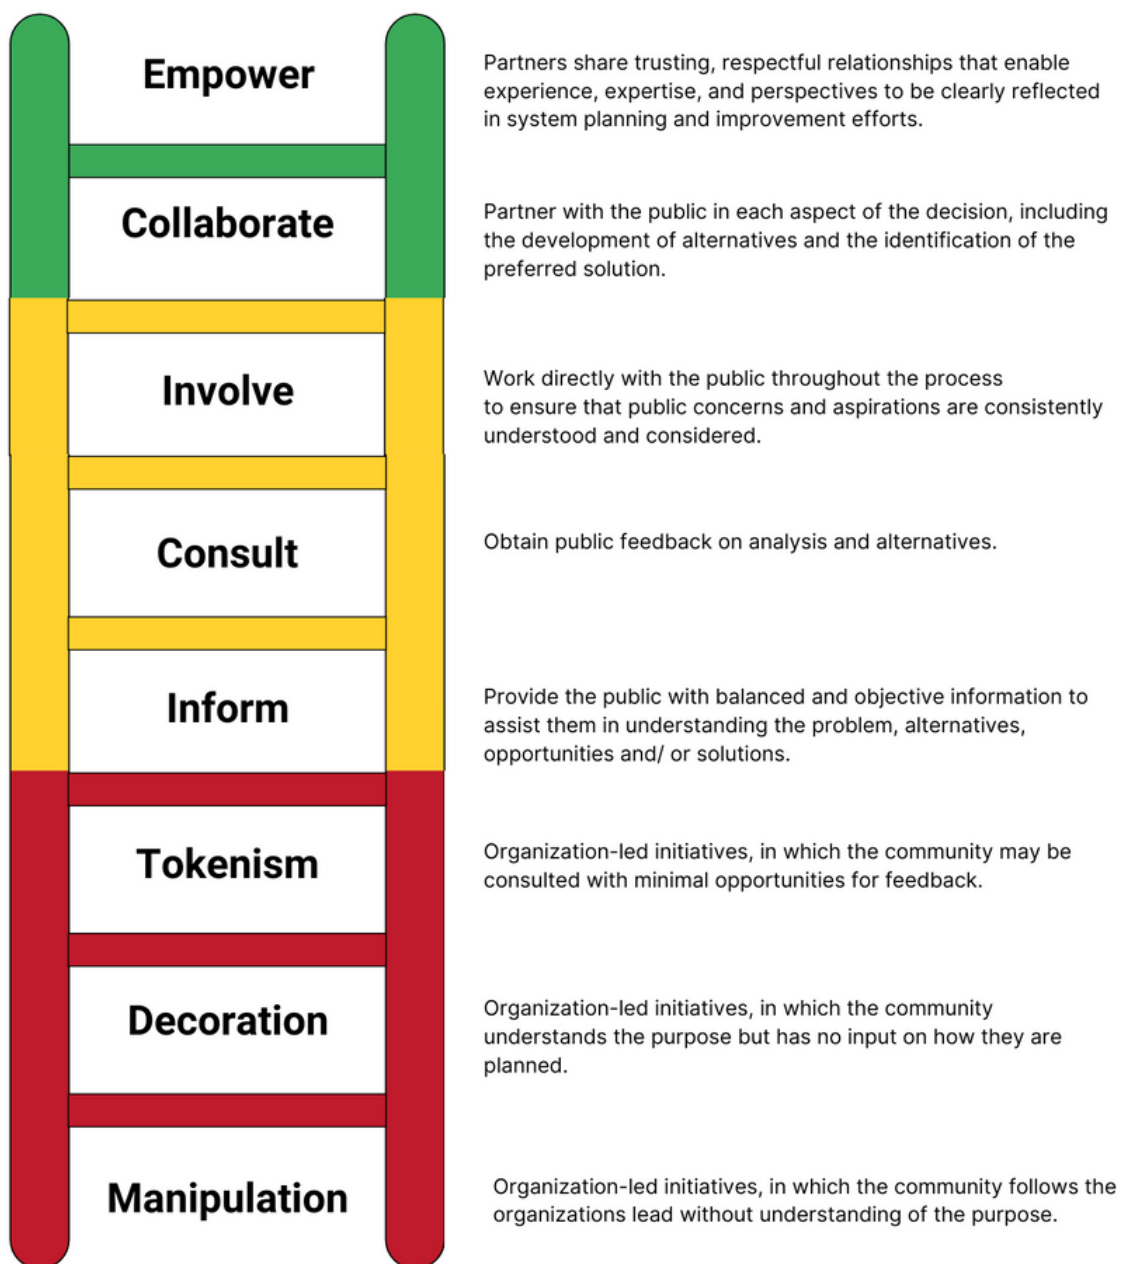 Empower
Partners share trusting, respectful relationships that enable
experience, expertise, and perspectives to be clearly reflected
in system planning and improvement efforts.
Collaborate
Partner with the public in each aspect of the decision, including
the development of alternatives and the identification of the
preferred solution.
Involve
Work directly with the public throughout the process
to ensure that public concerns and aspirations are consistently
understood and considered.
Consult
Obtain public feedback on analysis and alternatives.
Inform
Provide the public with balanced and objective information to
assist them in understanding the problem, alternatives,
opportunities and/ or solutions.
Tokenism
Organization-led initiatives, in which the community may be
consulted with minimal opportunities for feedback.
Decoration
Organization-led initiatives, in which the community
understands the purpose but has no input on how they are
planned.
Manipulation
Organization-led initiatives, in which the community follows the
organizations lead without understanding of the purpose.